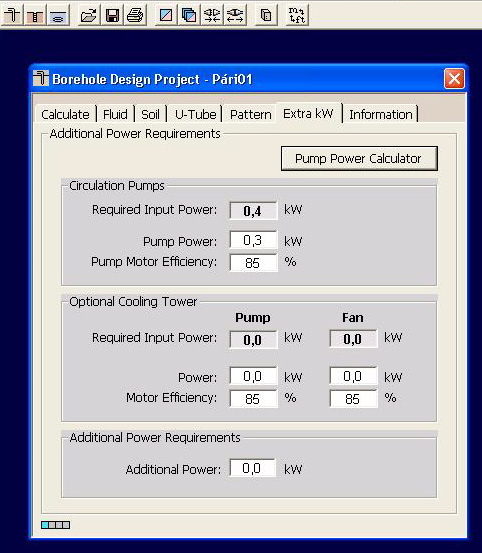 m↕
t↕ft
Borehole Design Project - Pári01
Calculate Fluid Soil U-Tube Pattern Extra kW Information
Additional Power Requirements
Pump Power Calculator
Circulation Pumps
Required Input Power: 0,4 kW
Pump Power: 0,3 kW
Pump Motor Efficiency: 85 %
Optional Cooling Tower
Pump Fan
Required Input Power: 0,0 kW 0,0 kW
Power: 0,0 kW 0,0 kW
Motor Efficiency: 85 % 85 %
Additional Power Requirements
Additional Power: 0,0 kW